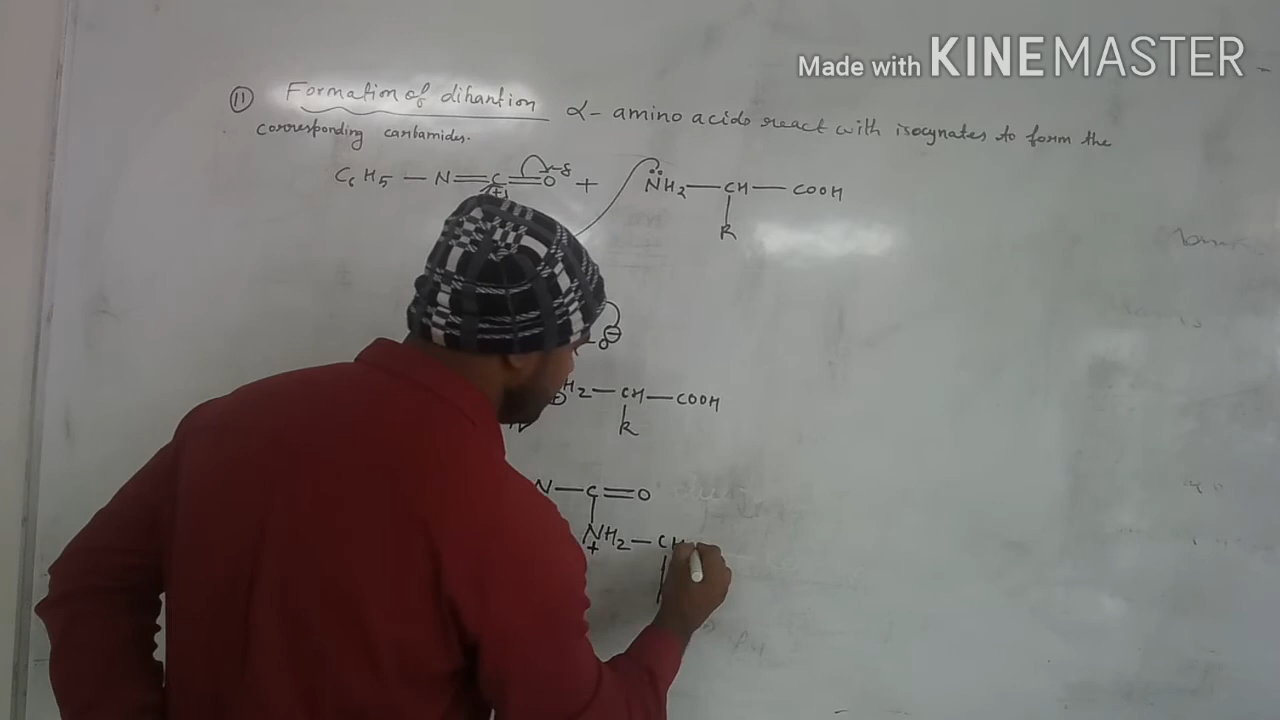 Made with KINEMASTER
(11) Formation of dihantion α- amino acids react with isocynates to form the
corresponding carbamides.
C6H5 — N = C = O -δ + NH2 — CH — COOH
(+)
R
O ⊖
⊕ H2 — CH — COOH
R
N — C = O
NH2 — CH
+